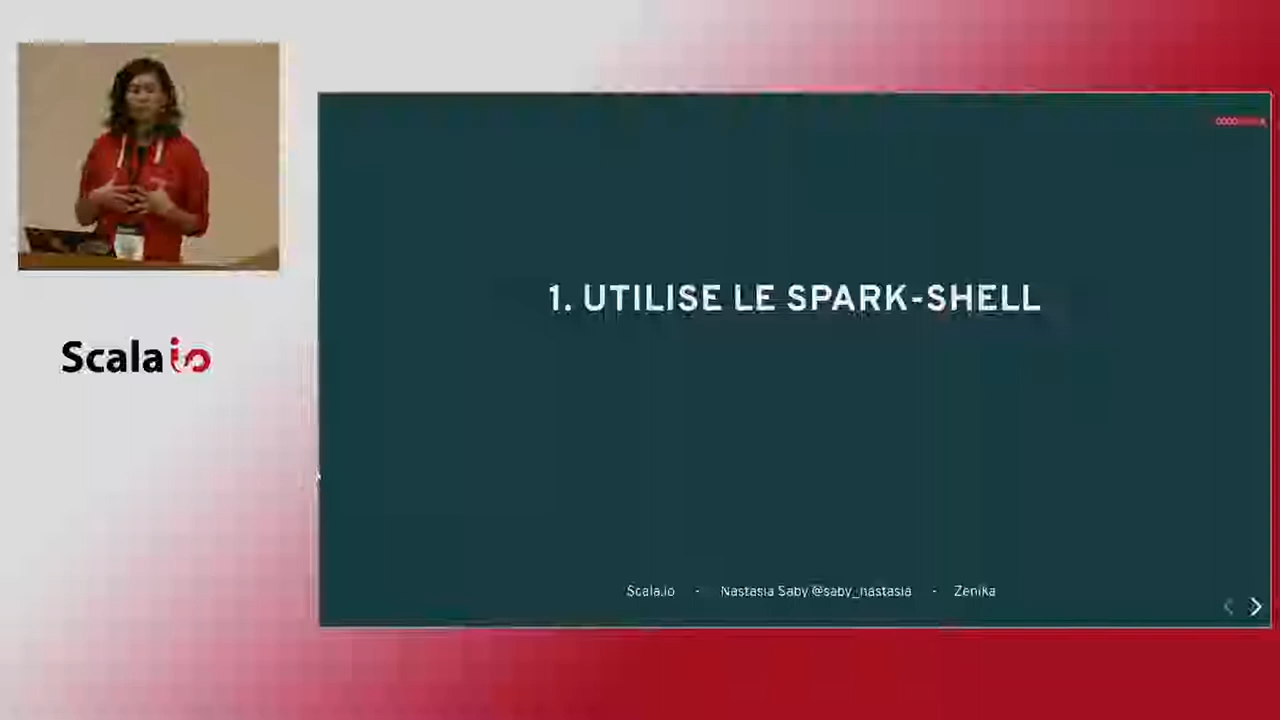 Scala io
1. UTILISE LE SPARK-SHELL
Scala.io - Nastasia Saby @saby_nastasia - Zenika